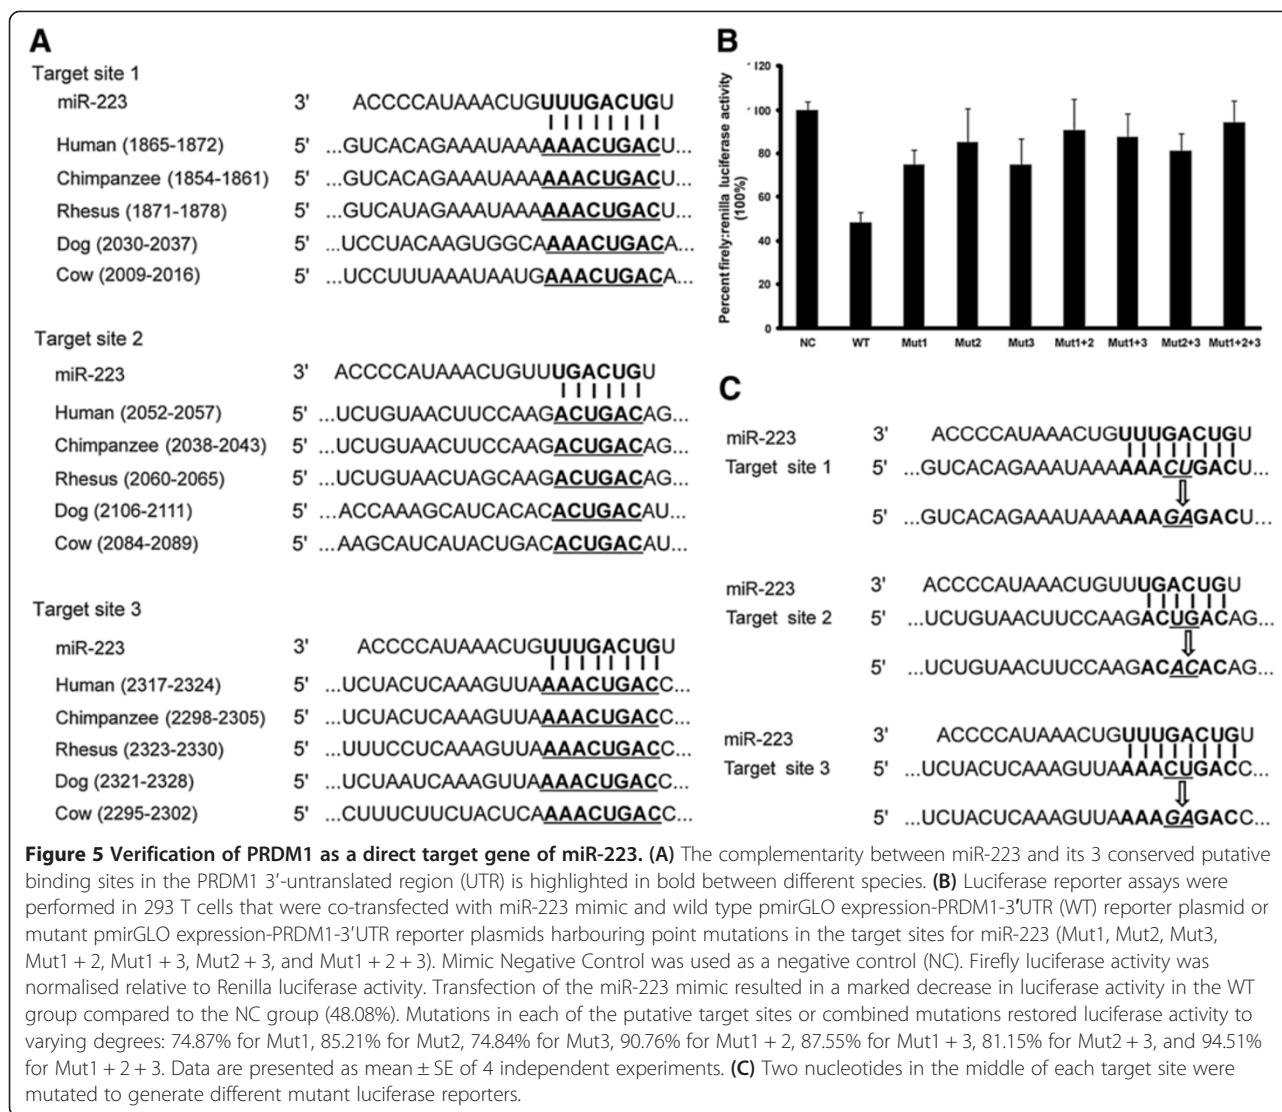 A
Target site 1
miR-223 3' ACCCCAUAAACUGUUUGACUGU
Human (1865-1872) 5' ...GUCACAGAAAUAAAAAACUGACU...
Chimpanzee (1854-1861) 5' ...GUCACAGAAAUAAAAAACUGACU...
Rhesus (1871-1878) 5' ...GUCAUAGAAAUAAAAAACUGACU...
Dog (2030-2037) 5' ...UCCUACAAGUGGCAAAACUGACA...
Cow (2009-2016) 5' ...UCCUUUAAAUAAUGAAACUGACA...
Target site 2
miR-223 3' ACCCCAUAAACUGUUUGACUGU
Human (2052-2057) 5' ...UCUGUAACUUCCAAGACUGACAG...
Chimpanzee (2038-2043) 5' ...UCUGUAACUUCCAAGACUGACAG...
Rhesus (2060-2065) 5' ...UCUGUAACUAGCAAGACUGACAG...
Dog (2106-2111) 5' ...ACCAAAGCAUCACACACUGACAU...
Cow (2084-2089) 5' ...AAGCAUCAUACUGACACUGACAU...
Target site 3
miR-223 3' ACCCCAUAAACUGUUUGACUGU
Human (2317-2324) 5' ...UCUACUCAAAGUUAAAACUGACC...
Chimpanzee (2298-2305) 5' ...UCUACUCAAAGUUAAAACUGACC...
Rhesus (2323-2330) 5' ...UUUCCUCAAAGUUAAAACUGACC...
Dog (2321-2328) 5' ...UCUAAUCAAAGUUAAAACUGACC...
Cow (2295-2302) 5' ...CUUUCUUCUACUCAAAACUGACC...
B
Percent firely:renilla luciferase activity
(100%)
120
100
80
60
40
20
0
NC WT Mut1 Mut2 Mut3 Mut1+2 Mut1+3 Mut2+3 Mut1+2+3
C
miR-223 3' ACCCCAUAAACUGUUUGACUGU
Target site 1 5' ...GUCACAGAAAUAAAAAACUGACU...
5' ...GUCACAGAAAUAAAAAAGAGACU...
miR-223 3' ACCCCAUAAACUGUUUGACUGU
Target site 2 5' ...UCUGUAACUUCCAAGACUGACAG...
5' ...UCUGUAACUUCCAAGACACACAG...
miR-223 3' ACCCCAUAAACUGUUUGACUGU
Target site 3 5' ...UCUACUCAAAGUUAAAACUGACC...
5' ...UCUACUCAAAGUUAAAAGAGACC...
Figure 5 Verification of PRDM1 as a direct target gene of miR-223. (A) The complementarity between miR-223 and its 3 conserved putative
binding sites in the PRDM1 3′-untranslated region (UTR) is highlighted in bold between different species. (B) Luciferase reporter assays were
performed in 293 T cells that were co-transfected with miR-223 mimic and wild type pmirGLO expression-PRDM1-3′UTR (WT) reporter plasmid or
mutant pmirGLO expression-PRDM1-3′UTR reporter plasmids harbouring point mutations in the target sites for miR-223 (Mut1, Mut2, Mut3,
Mut1 + 2, Mut1 + 3, Mut2 + 3, and Mut1 + 2 + 3). Mimic Negative Control was used as a negative control (NC). Firefly luciferase activity was
normalised relative to Renilla luciferase activity. Transfection of the miR-223 mimic resulted in a marked decrease in luciferase activity in the WT
group compared to the NC group (48.08%). Mutations in each of the putative target sites or combined mutations restored luciferase activity to
varying degrees: 74.87% for Mut1, 85.21% for Mut2, 74.84% for Mut3, 90.76% for Mut1 + 2, 87.55% for Mut1 + 3, 81.15% for Mut2 + 3, and 94.51%
for Mut1 + 2 + 3. Data are presented as mean ± SE of 4 independent experiments. (C) Two nucleotides in the middle of each target site were
mutated to generate different mutant luciferase reporters.